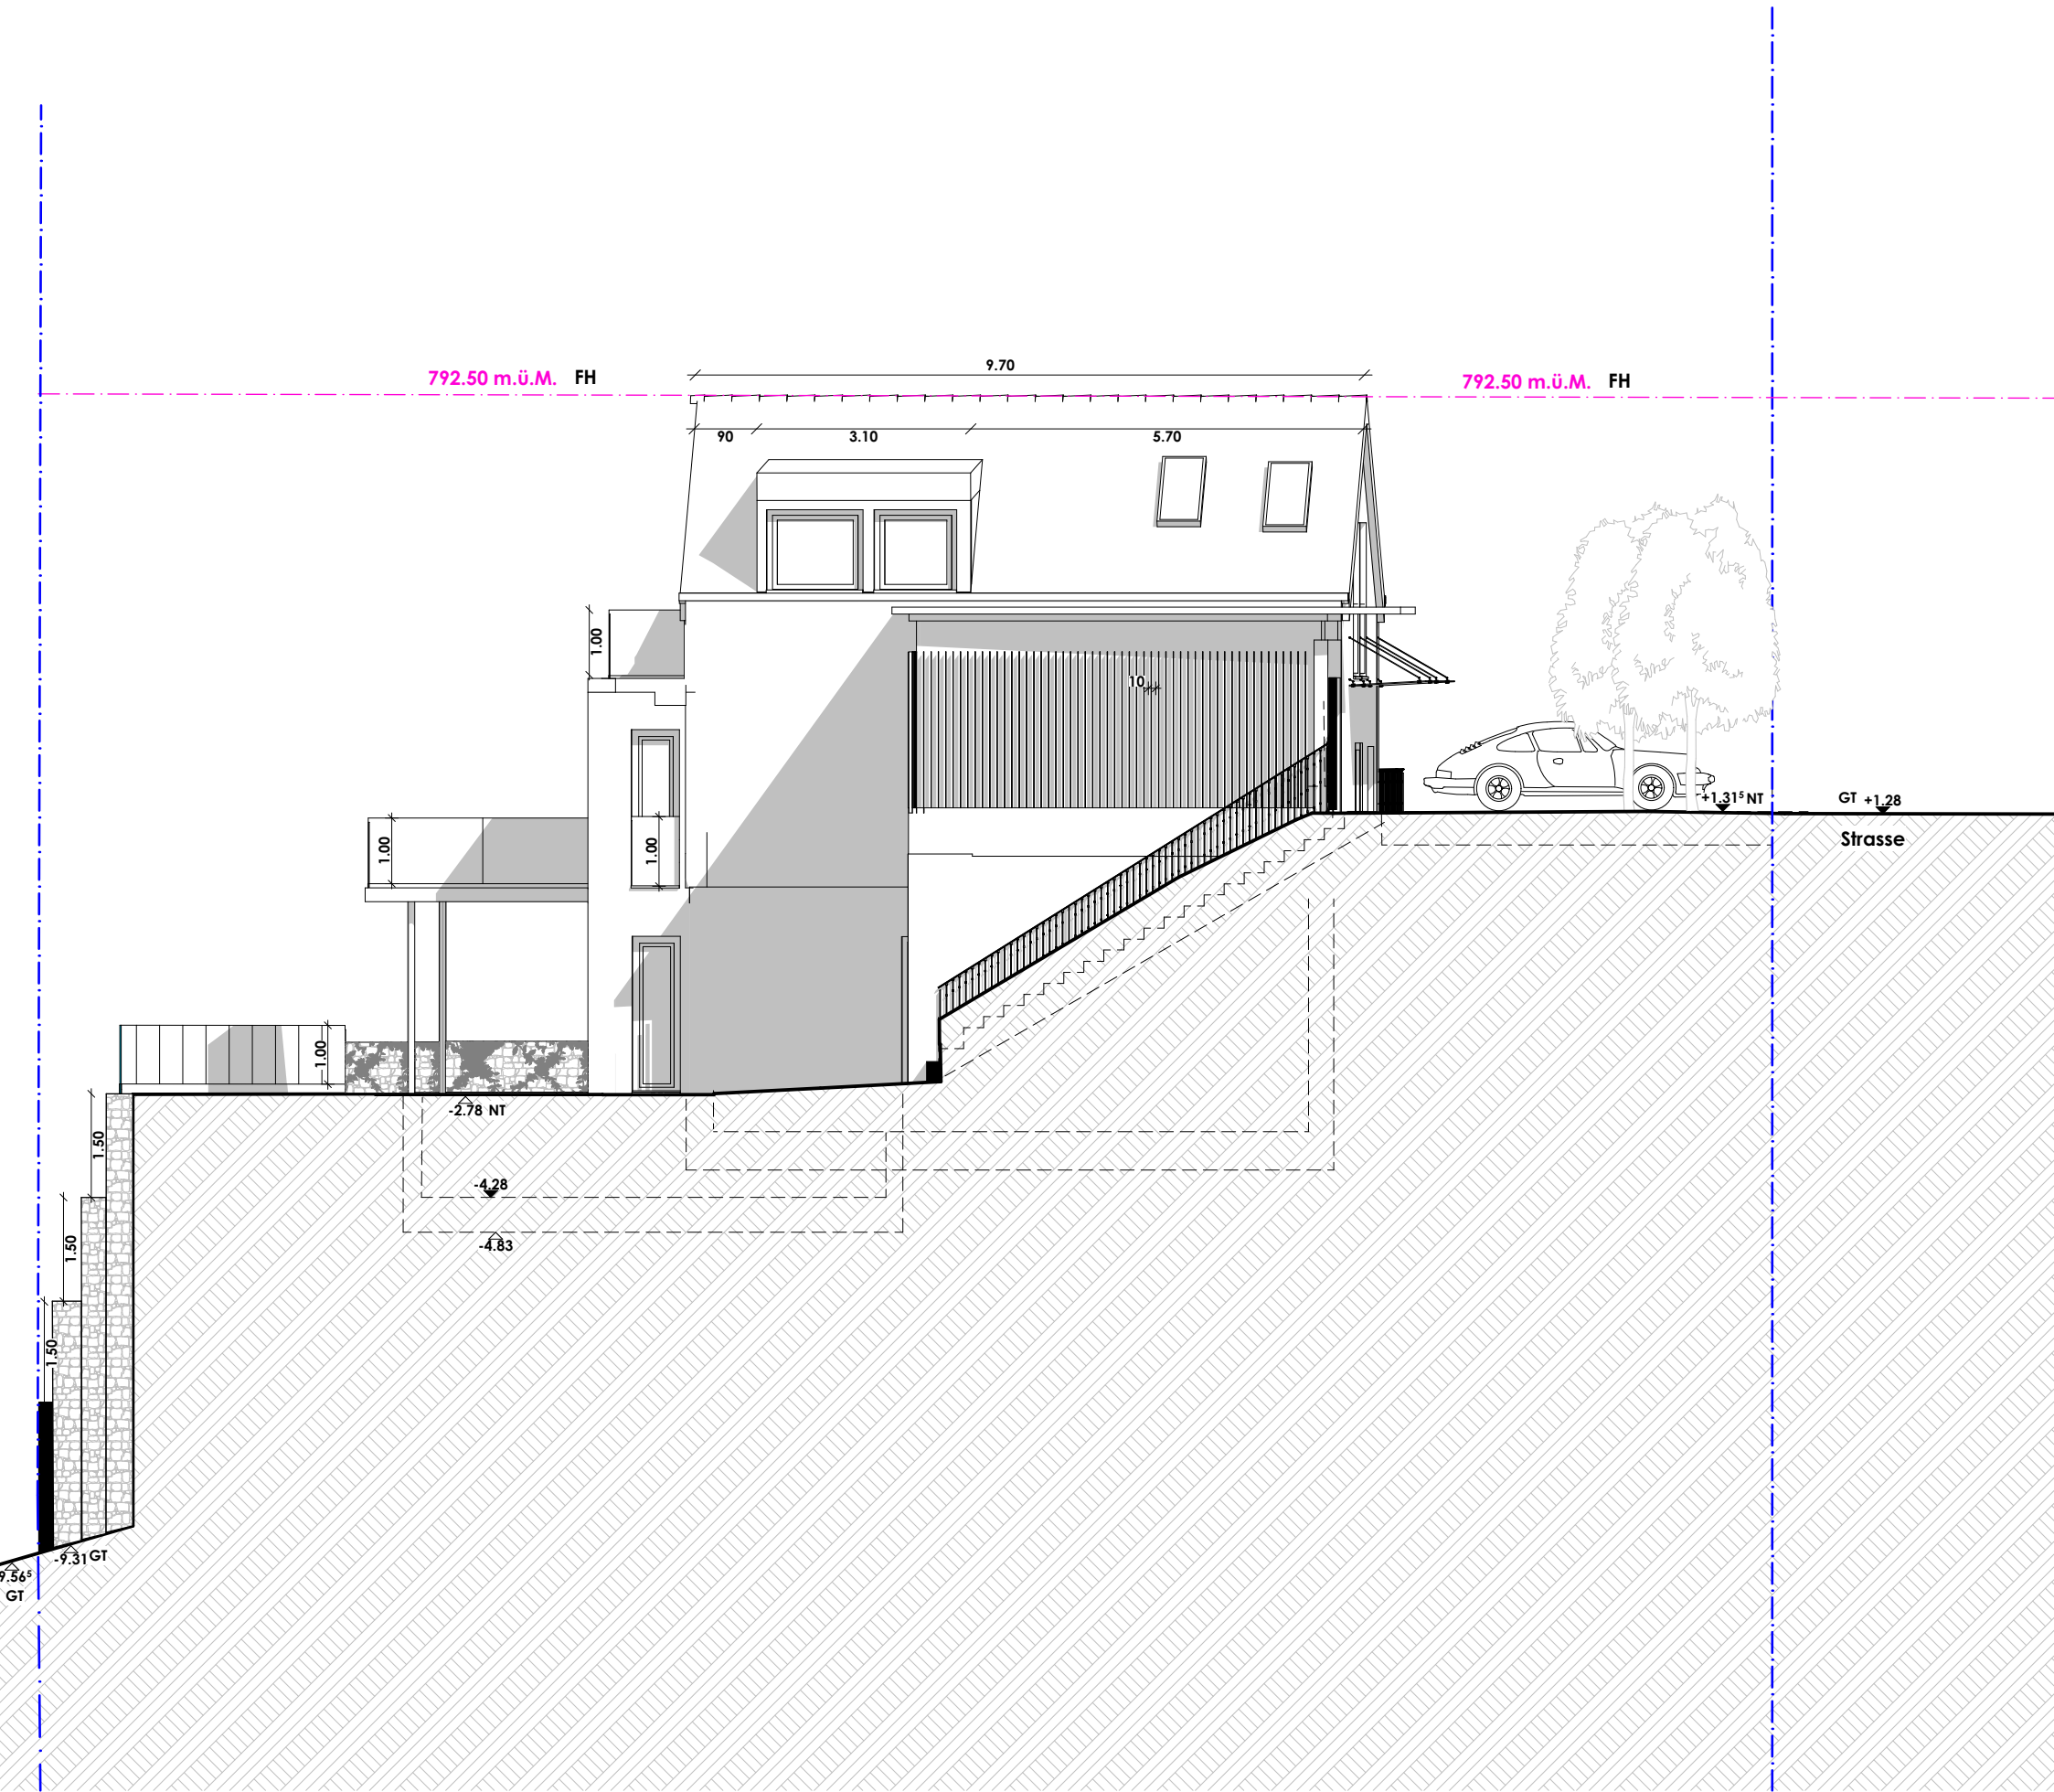 9.70
792.50 m.ü.M. FH
792.50 m.ü.M. FH
90
3.10
5.70
1.00
10
+1.31⁵ NT
GT +1.28
Strasse
1.00
1.00
1.00
-2.78 NT
1.50
-4.28
-4.83
1.50
1.50
-9.31 GT
9.56⁵
GT